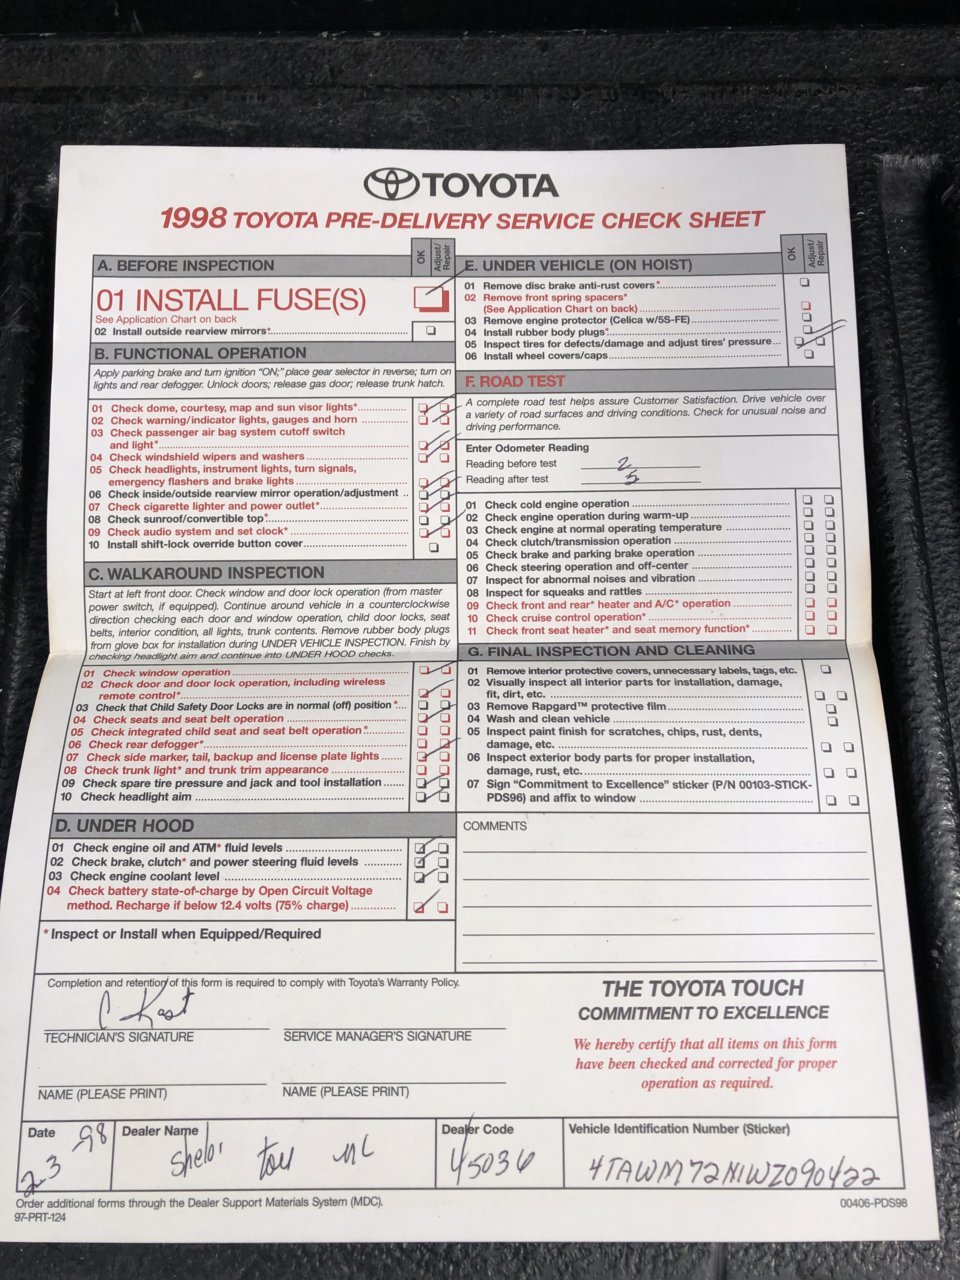 TOYOTA
1998 TOYOTA PRE-DELIVERY SERVICE CHECK SHEET
A. BEFORE INSPECTION
OK
Adjust/Repair
01 INSTALL FUSE(S)
See Application Chart on back
02 Install outside rearview mirrors*
B. FUNCTIONAL OPERATION
Apply parking brake and turn ignition "ON;" place gear selector in reverse; turn on
lights and rear defogger. Unlock doors; release gas door; release trunk hatch.
01 Check dome, courtesy, map and sun visor lights*
02 Check warning/indicator lights, gauges and horn
03 Check passenger air bag system cutoff switch
and light*
04 Check windshield wipers and washers
05 Check headlights, instrument lights, turn signals,
emergency flashers and brake lights
06 Check inside/outside rearview mirror operation/adjustment
07 Check cigarette lighter and power outlet*
08 Check sunroof/convertible top*
09 Check audio system and set clock*
10 Install shift-lock override button cover
C. WALKAROUND INSPECTION
Start at left front door. Check window and door lock operation (from master
power switch, if equipped). Continue around vehicle in a counterclockwise
direction checking each door and window operation, child door locks, seat
belts, interior condition, all lights, trunk contents. Remove rubber body plugs
from glove box for installation during UNDER VEHICLE INSPECTION. Finish by
checking headlight aim and continue into UNDER HOOD checks.
01 Check window operation
02 Check door and door lock operation, including wireless
remote control*
03 Check that Child Safety Door Locks are in normal (off) position*
04 Check seats and seat belt operation
05 Check integrated child seat and seat belt operation*
06 Check rear defogger*
07 Check side marker, tail, backup and license plate lights
08 Check trunk light* and trunk trim appearance
09 Check spare tire pressure and jack and tool installation
10 Check headlight aim
D. UNDER HOOD
01 Check engine oil and ATM* fluid levels
02 Check brake, clutch* and power steering fluid levels
03 Check engine coolant level
04 Check battery state-of-charge by Open Circuit Voltage
method. Recharge if below 12.4 volts (75% charge)
* Inspect or Install when Equipped/Required
E. UNDER VEHICLE (ON HOIST)
OK
Adjust/Repair
01 Remove disc brake anti-rust covers*
02 Remove front spring spacers*
(See Application Chart on back)
03 Remove engine protector (Celica w/5S-FE)
04 Install rubber body plugs*
05 Inspect tires for defects/damage and adjust tires' pressure
06 Install wheel covers/caps
F. ROAD TEST
A complete road test helps assure Customer Satisfaction. Drive vehicle over
a variety of road surfaces and driving conditions. Check for unusual noise and
driving performance.
Enter Odometer Reading
Reading before test 2
Reading after test 5
01 Check cold engine operation
02 Check engine operation during warm-up
03 Check engine at normal operating temperature
04 Check clutch/transmission operation
05 Check brake and parking brake operation
06 Check steering operation and off-center
07 Inspect for abnormal noises and vibration
08 Inspect for squeaks and rattles
09 Check front and rear* heater and A/C* operation
10 Check cruise control operation*
11 Check front seat heater* and seat memory function*
G. FINAL INSPECTION AND CLEANING
01 Remove interior protective covers, unnecessary labels, tags, etc.
02 Visually inspect all interior parts for installation, damage,
fit, dirt, etc.
03 Remove Rapgard™ protective film
04 Wash and clean vehicle
05 Inspect paint finish for scratches, chips, rust, dents,
damage, etc.
06 Inspect exterior body parts for proper installation,
damage, rust, etc.
07 Sign "Commitment to Excellence" sticker (P/N 00103-STICK-
PDS96) and affix to window
COMMENTS
Completion and retention of this form is required to comply with Toyota's Warranty Policy.
TECHNICIAN'S SIGNATURE
SERVICE MANAGER'S SIGNATURE
NAME (PLEASE PRINT)
NAME (PLEASE PRINT)
THE TOYOTA TOUCH
COMMITMENT TO EXCELLENCE
We hereby certify that all items on this form
have been checked and corrected for proper
operation as required.
Date 2 3 98
Dealer Name Shelor
Dealer Code 45036
Vehicle Identification Number (Sticker)
4TAWM72N1WZ090422
Order additional forms through the Dealer Support Materials System (MDC).
97-PRT-124
00406-PDS98